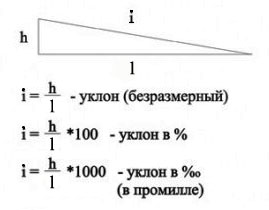 i
h
l
i = h/l - уклон (безразмерный)
i = h/l *100 - уклон в %
i = h/l *1000 - уклон в ‰
(в промилле)